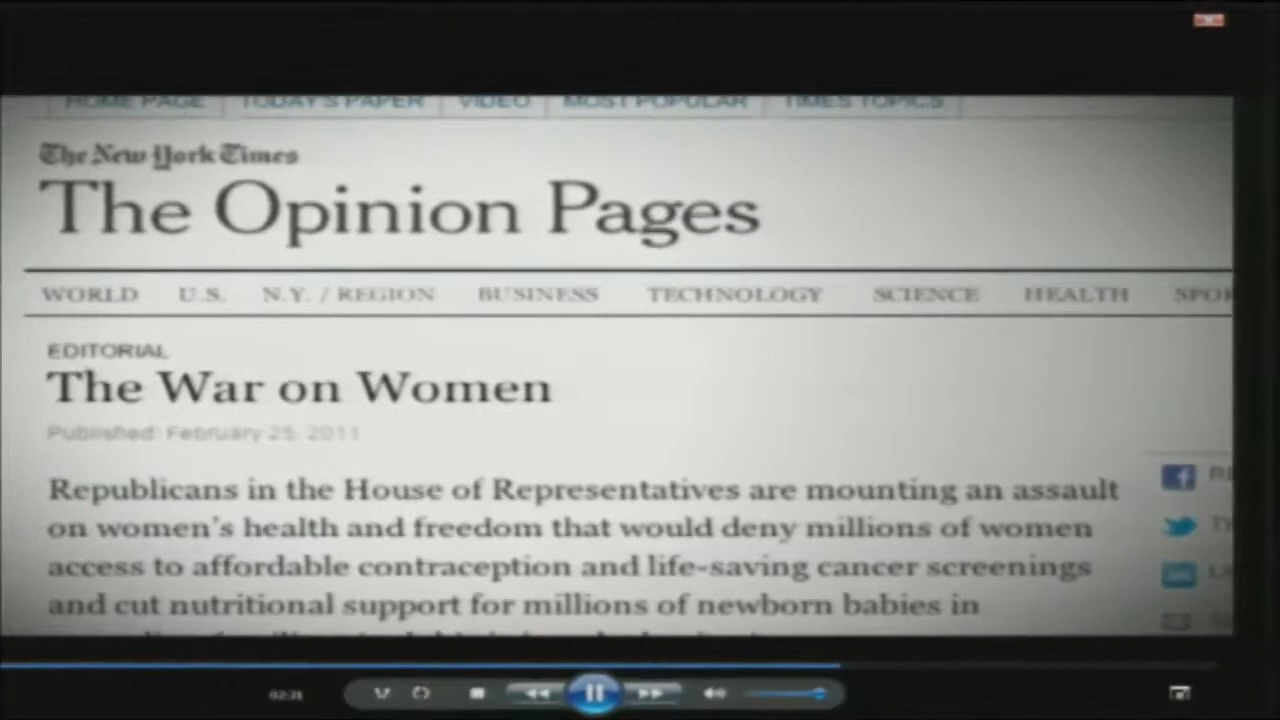 HOME PAGE TODAY'S PAPER VIDEO MOST POPULAR TIMES TOPICS
The New York Times
The Opinion Pages
WORLD U.S. N.Y. / REGION BUSINESS TECHNOLOGY SCIENCE HEALTH
EDITORIAL
The War on Women
Published: February 25, 2011
Republicans in the House of Representatives are mounting an assault
on women's health and freedom that would deny millions of women
access to affordable contraception and life-saving cancer screenings
and cut nutritional support for millions of newborn babies in
02:21